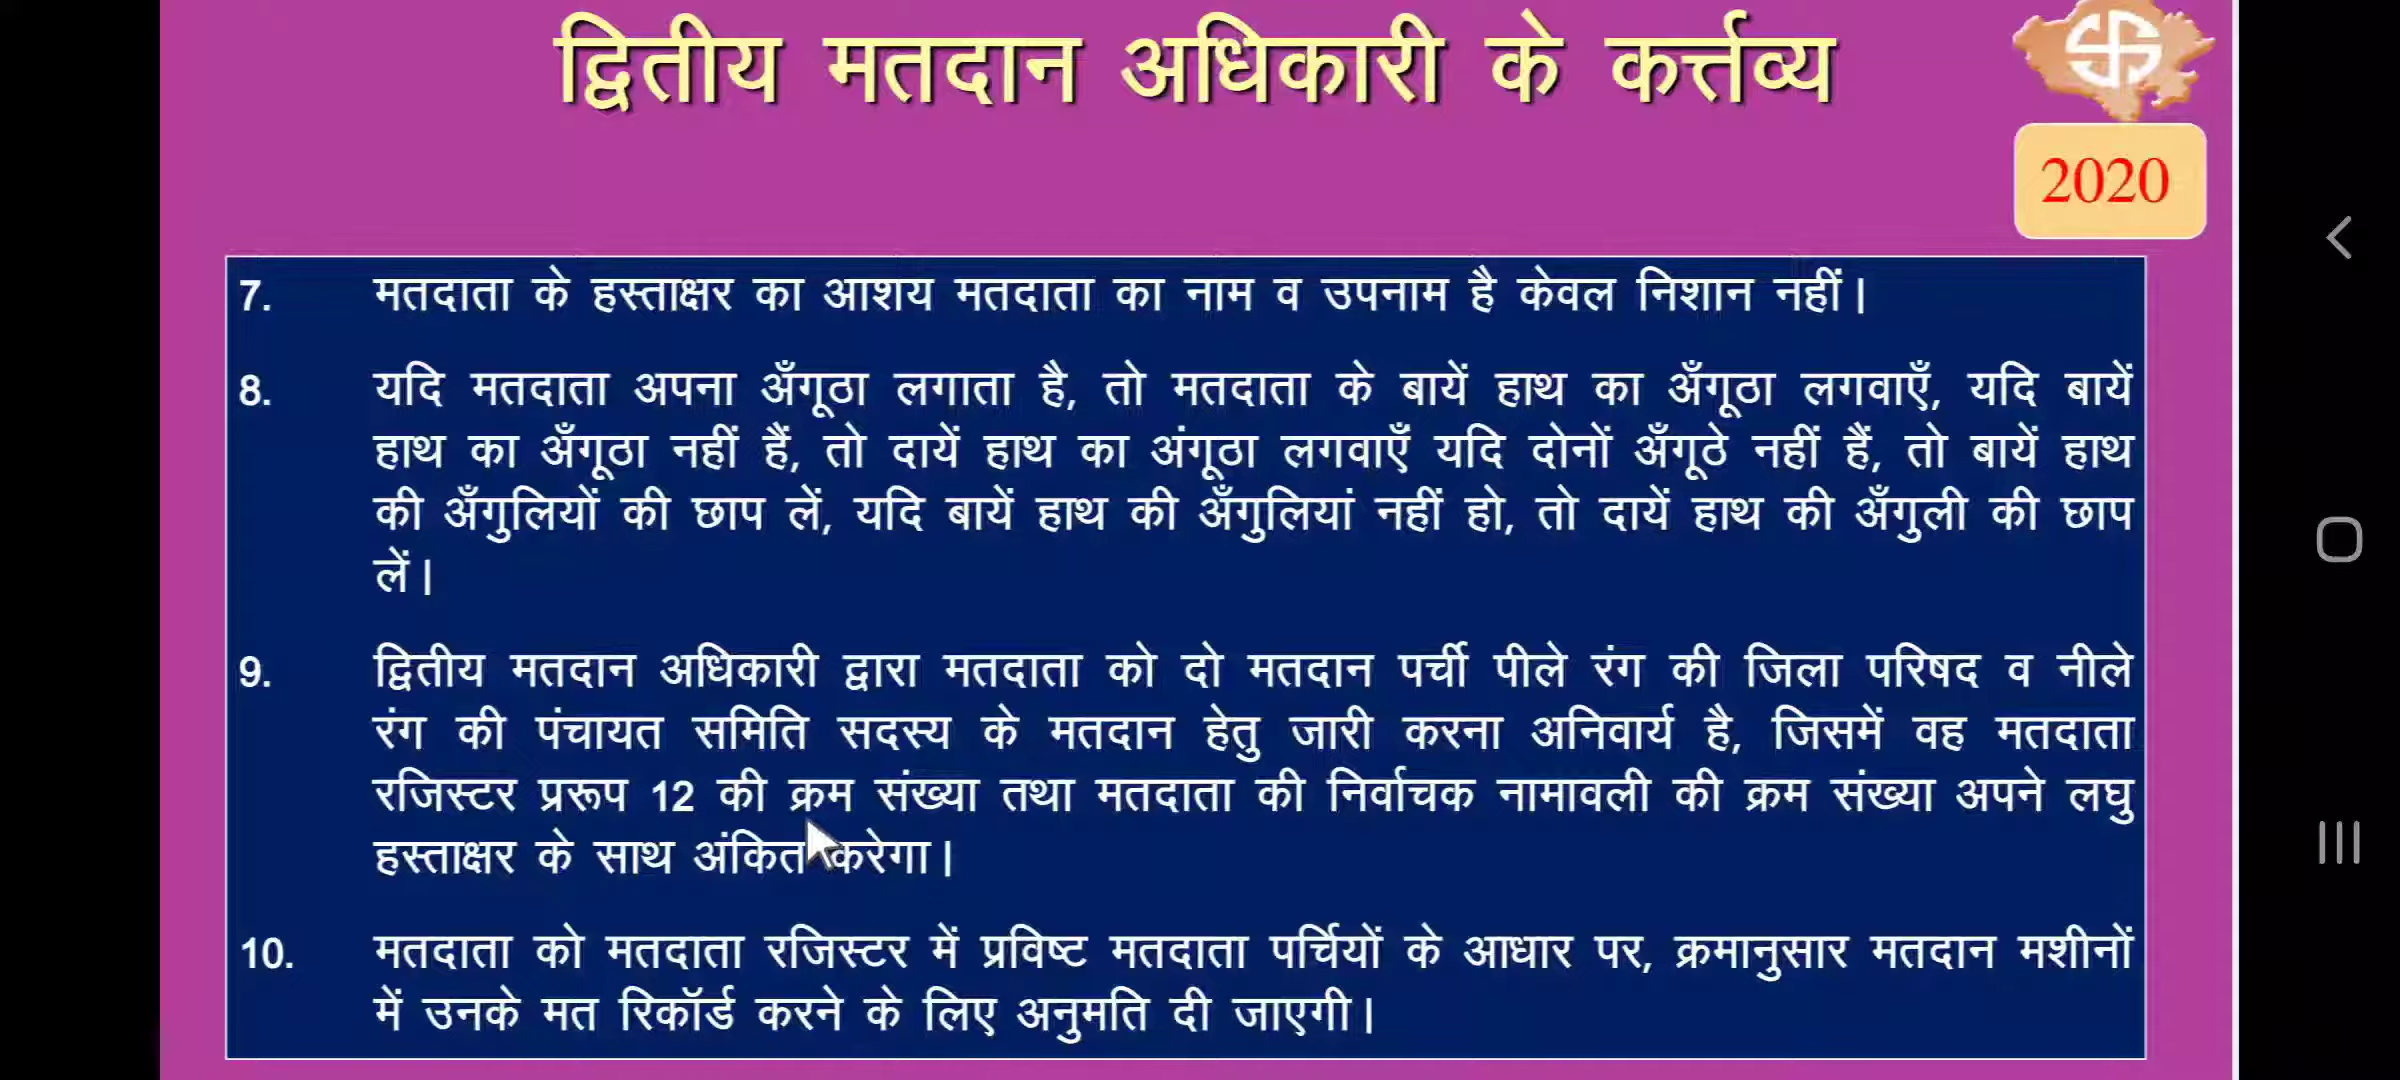 द्वितीय मतदान अधिकारी के कर्त्तव्य
2020
7. मतदाता के हस्ताक्षर का आशय मतदाता का नाम व उपनाम है केवल निशान नहीं।
8. यदि मतदाता अपना अँगूठा लगाता है, तो मतदाता के बायें हाथ का अँगूठा लगवाएँ, यदि बायें
हाथ का अँगूठा नहीं हैं, तो दायें हाथ का अंगूठा लगवाएँ यदि दोनों अँगूठे नहीं हैं, तो बायें हाथ
की अँगुलियों की छाप लें, यदि बायें हाथ की अँगुलियां नहीं हो, तो दायें हाथ की अँगुली की छाप
लें।
9. द्वितीय मतदान अधिकारी द्वारा मतदाता को दो मतदान पर्ची पीले रंग की जिला परिषद व नीले
रंग की पंचायत समिति सदस्य के मतदान हेतु जारी करना अनिवार्य है, जिसमें वह मतदाता
रजिस्टर प्ररूप 12 की क्रम संख्या तथा मतदाता की निर्वाचक नामावली की क्रम संख्या अपने लघु
हस्ताक्षर के साथ अंकित करेगा।
10. मतदाता को मतदाता रजिस्टर में प्रविष्ट मतदाता पर्चियों के आधार पर, क्रमानुसार मतदान मशीनों
में उनके मत रिकॉर्ड करने के लिए अनुमति दी जाएगी।